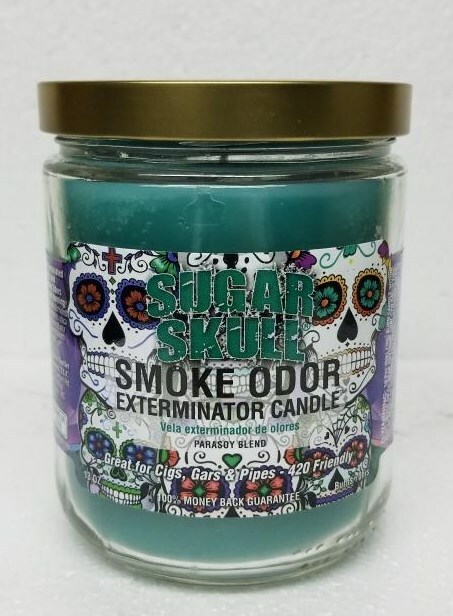 SUGAR
SKULL
SMOKE ODOR
EXTERMINATOR CANDLE
Vela exterminador de olores
PARASOY BLEND
Great for Cigs, Gars & Pipes - 420 Friendly
100% MONEY BACK GUARANTEE